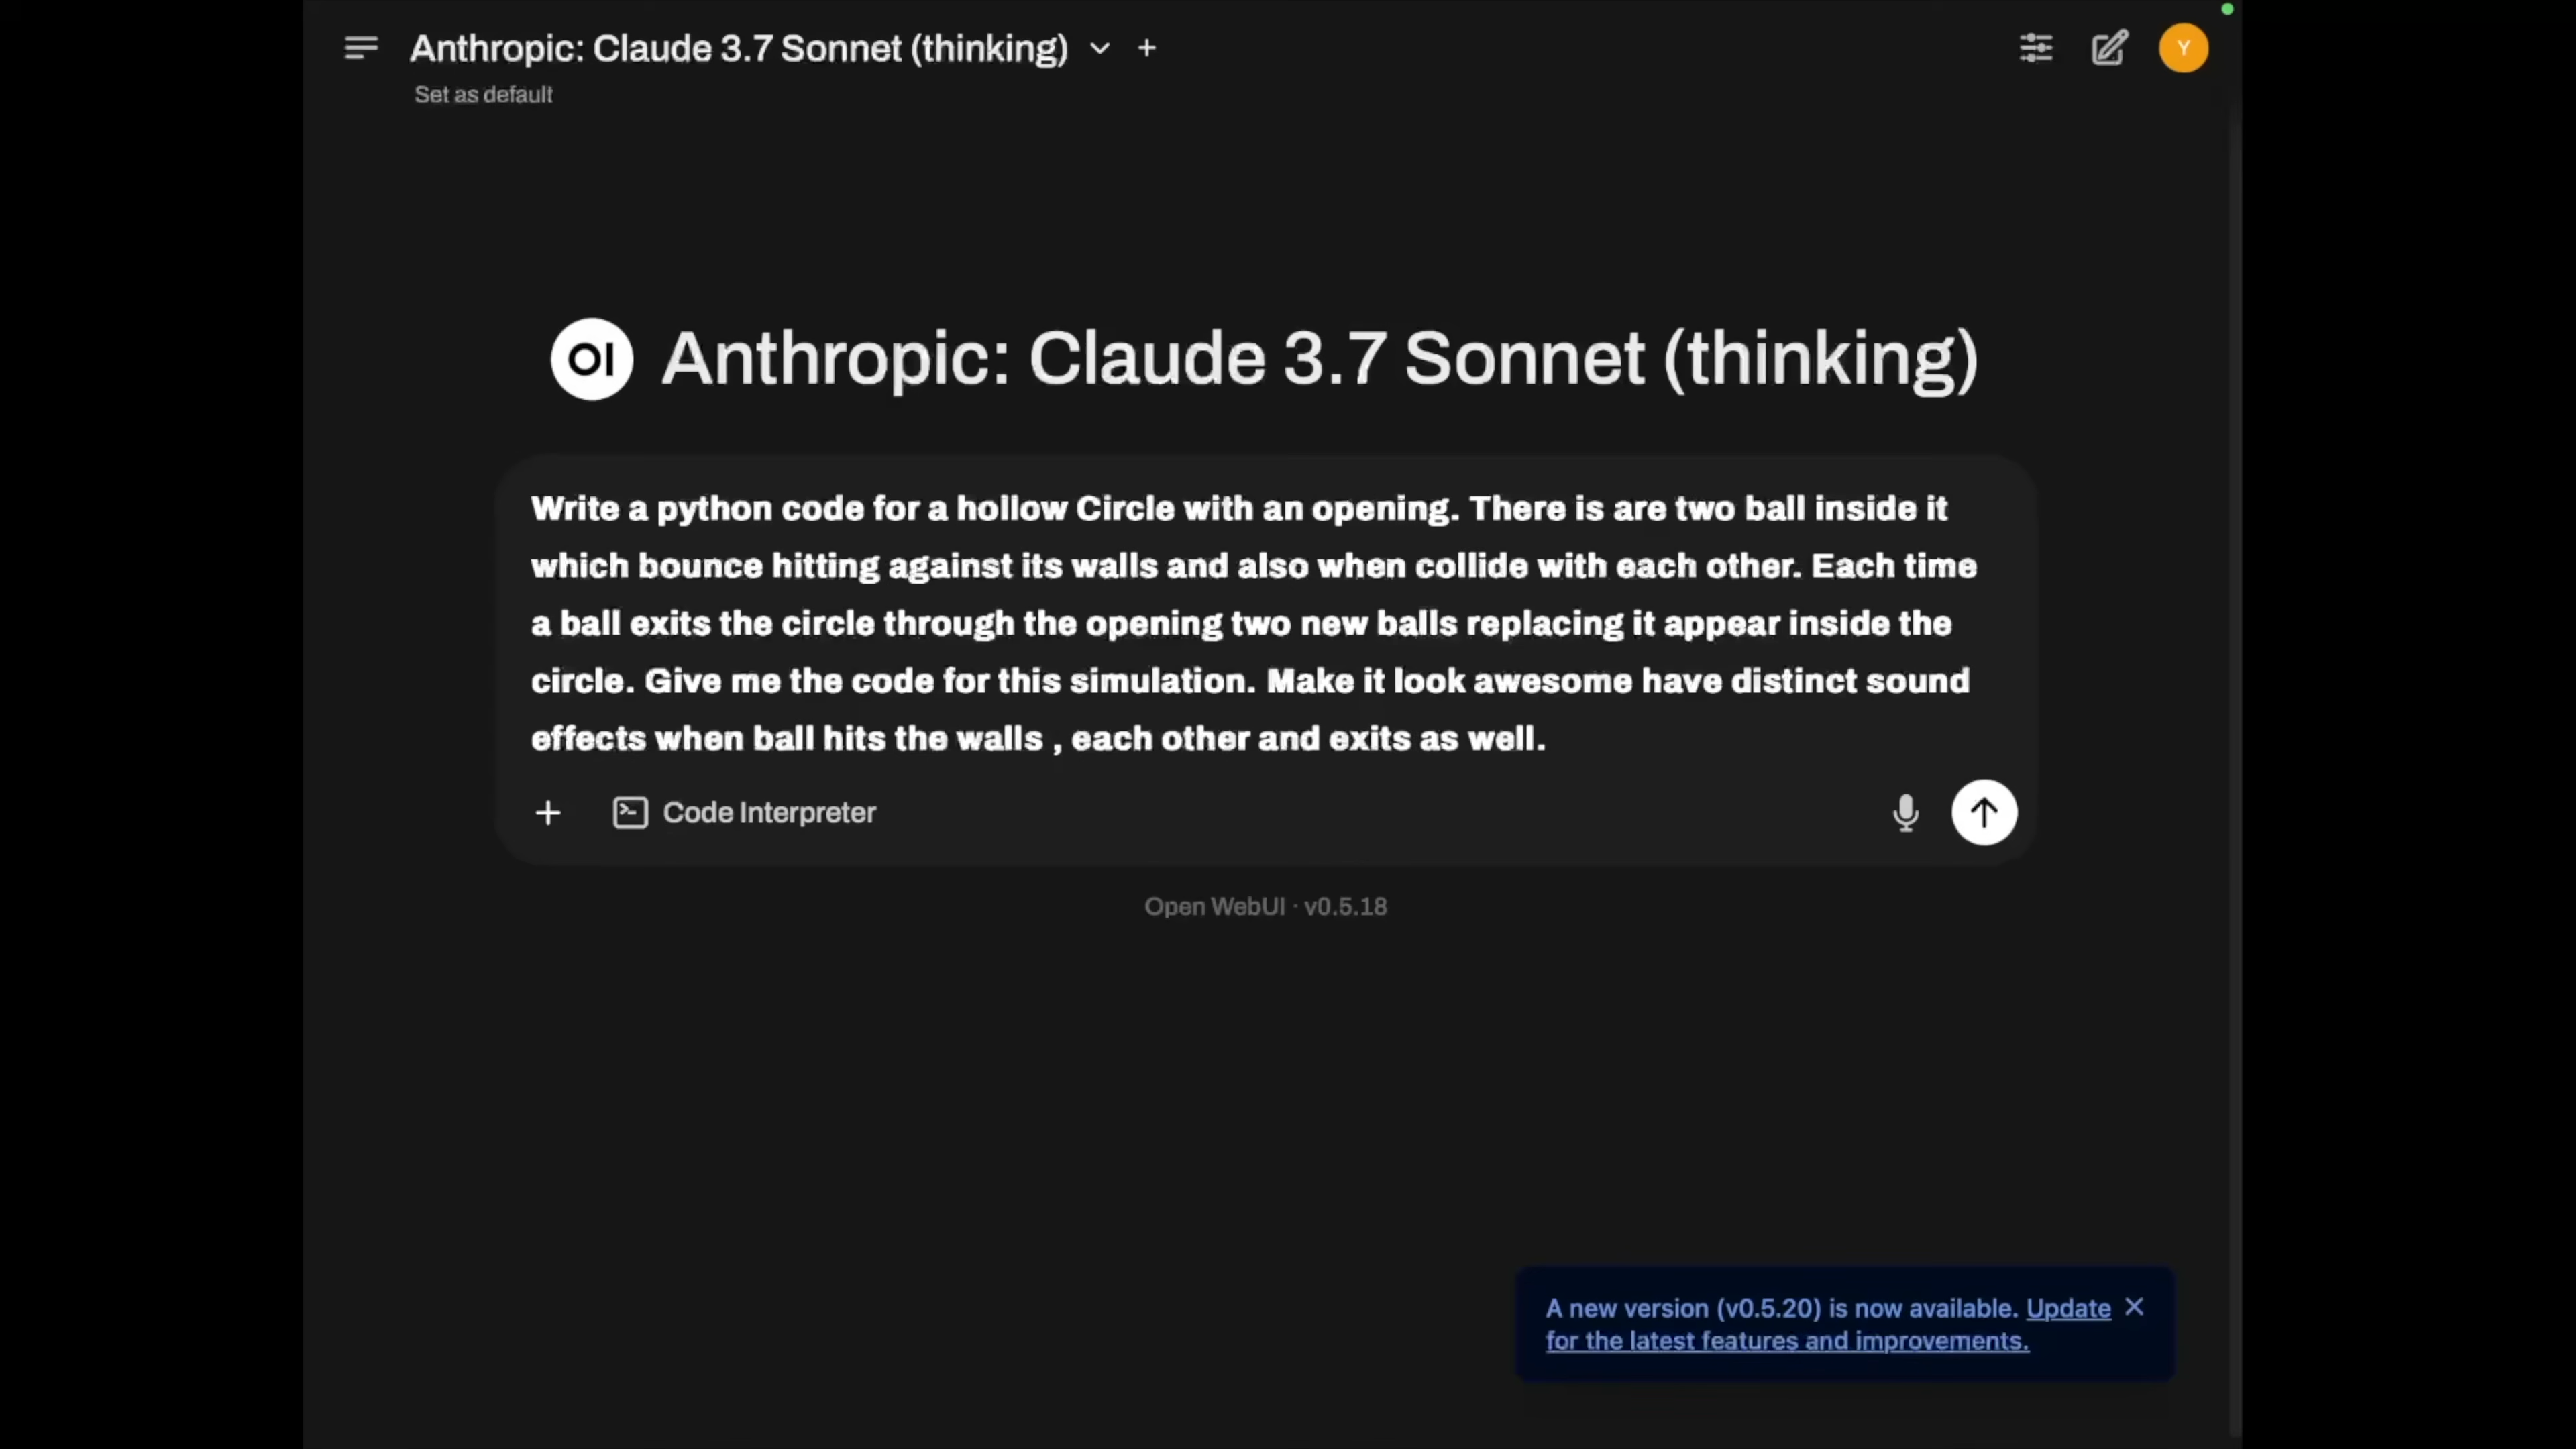 Anthropic: Claude 3.7 Sonnet (thinking)
Y
Set as default
OI Anthropic: Claude 3.7 Sonnet (thinking)
Write a python code for a hollow Circle with an opening. There is are two ball inside it
which bounce hitting against its walls and also when collide with each other. Each time
a ball exits the circle through the opening two new balls replacing it appear inside the
circle. Give me the code for this simulation. Make it look awesome have distinct sound
effects when ball hits the walls , each other and exits as well.
Code Interpreter
Open WebUI · v0.5.18
A new version (v0.5.20) is now available. Update
for the latest features and improvements.